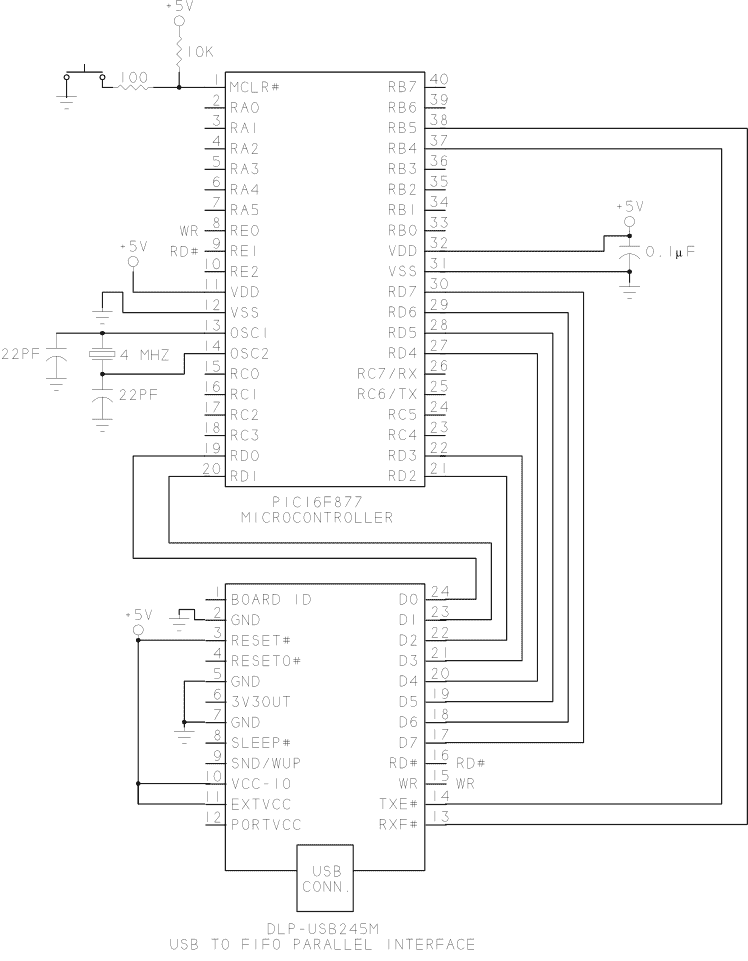 +5V
10K
100
1 MCLR# RB7 40
2 RA0 RB6 39
3 RA1 RB5 38
4 RA2 RB4 37
5 RA3 RB3 36
6 RA4 RB2 35
7 RA5 RB1 34
WR 8 RE0 RB0 33
+5V
RD# 9 RE1 VDD 32
0.1µF
+5V
10 RE2 VSS 31
11 VDD RD7 30
12 VSS RD6 29
13 OSC1 RD5 28
22PF 4 MHZ
14 OSC2 RD4 27
15 RC0 RC7/RX 26
22PF
16 RC1 RC6/TX 25
17 RC2 RC5 24
18 RC3 RC4 23
19 RD0 RD3 22
20 RD1 RD2 21
PIC16F877
MICROCONTROLLER
1 BOARD ID D0 24
+5V
2 GND D1 23
3 RESET# D2 22
4 RESETO# D3 21
5 GND D4 20
6 3V3OUT D5 19
7 GND D6 18
8 SLEEP# D7 17
9 SND/WUP RD# 16 RD#
10 VCC-IO WR 15 WR
11 EXTVCC TXE# 14
12 PORTVCC RXF# 13
USB
CONN.
DLP-USB245M
USB TO FIFO PARALLEL INTERFACE